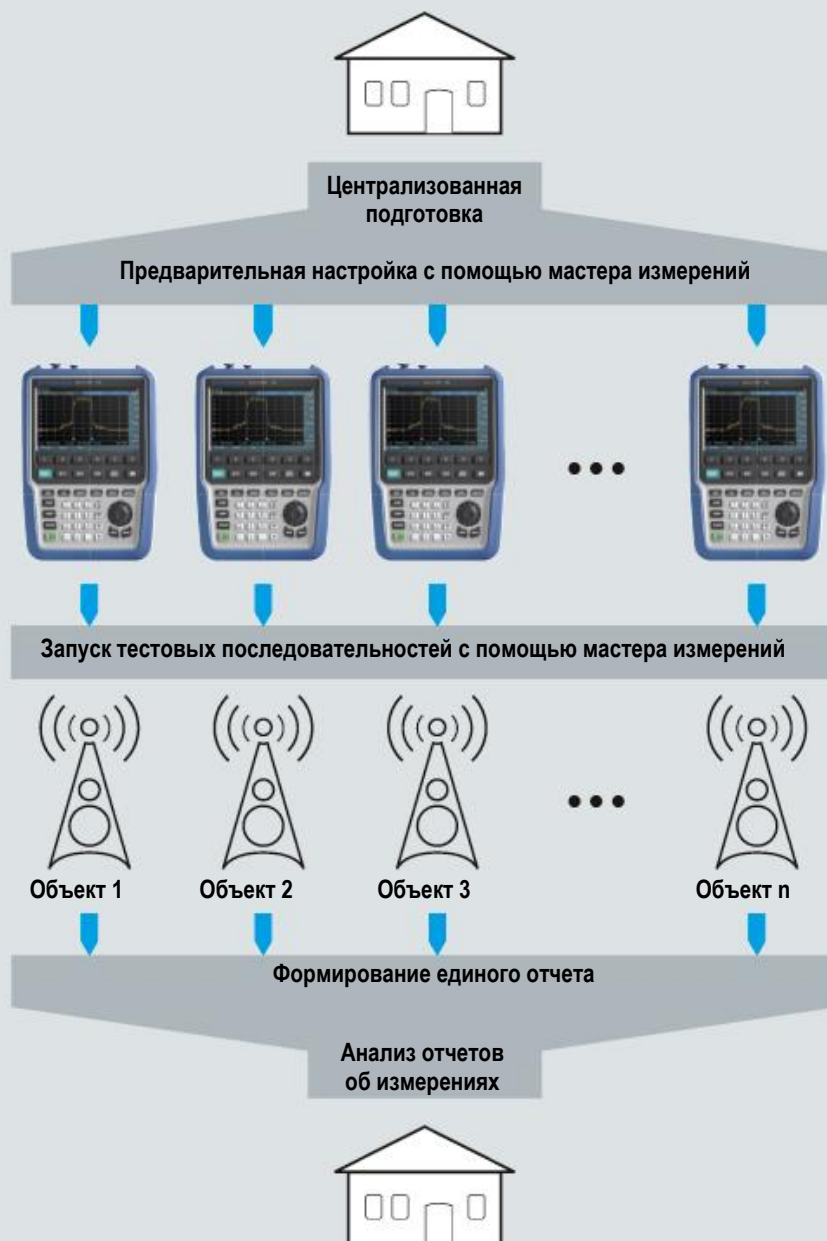 Централизованная
подготовка
Предварительная настройка с помощью мастера измерений
Запуск тестовых последовательностей с помощью мастера измерений
Объект 1
Объект 2
Объект 3
Объект n
Формирование единого отчета
Анализ отчетов
об измерениях